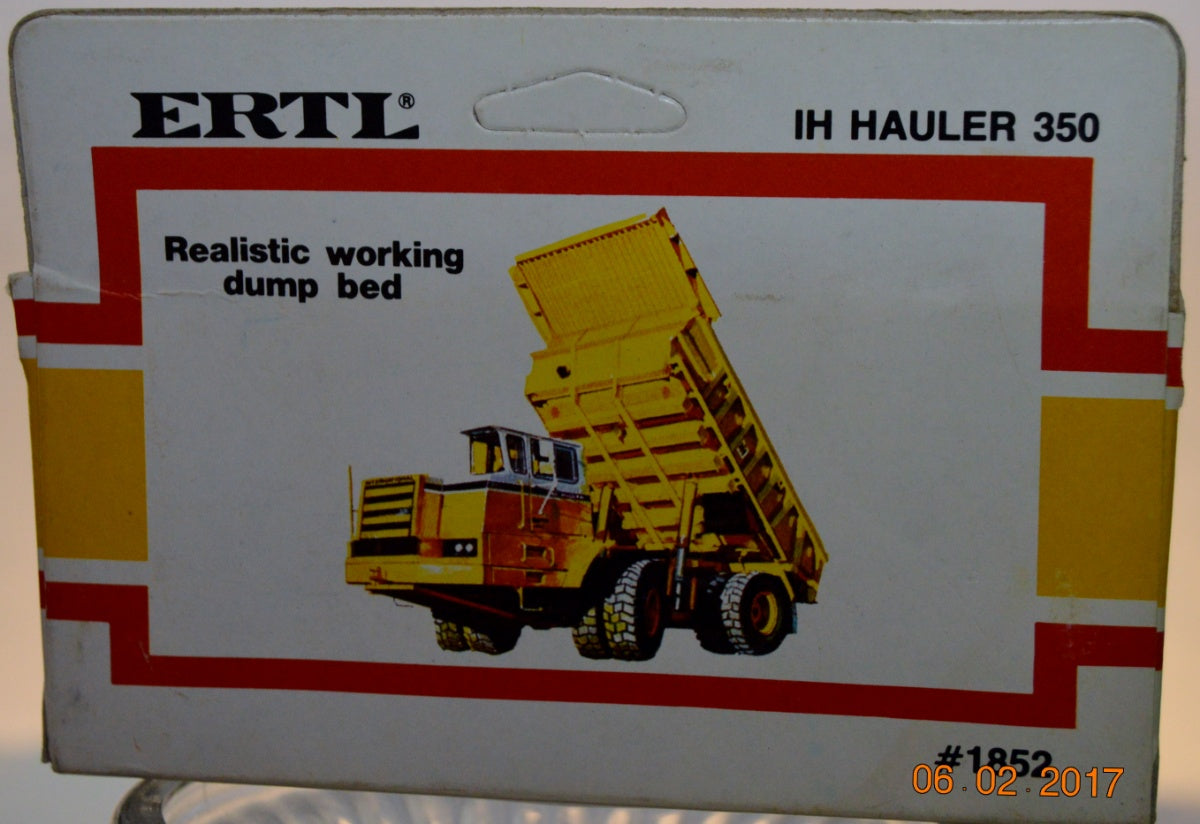 ERTL®
IH HAULER 350
Realistic working
dump bed
#1852
06.02.2017